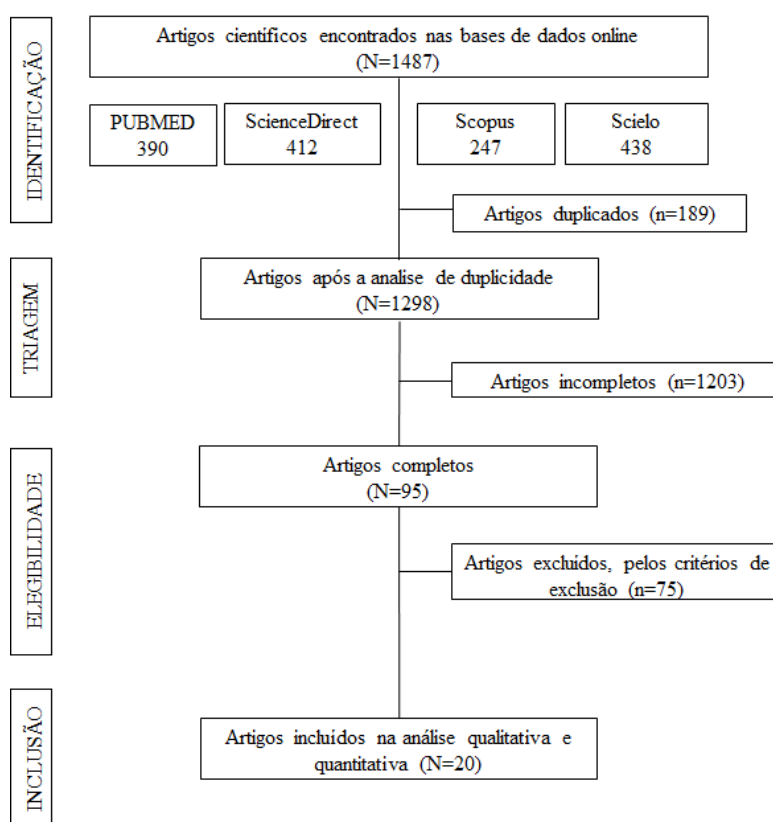 IDENTIFICAÇÃO
Artigos científicos encontrados nas bases de dados online
(N=1487)
PUBMED
390
ScienceDirect
412
Scopus
247
Scielo
438
Artigos duplicados (n=189)
TRIAGEM
Artigos após a analise de duplicidade
(N=1298)
Artigos incompletos (n=1203)
ELEGIBILIDADE
Artigos completos
(N=95)
Artigos excluídos, pelos critérios de
exclusão (n=75)
INCLUSÃO
Artigos incluídos na análise qualitativa e
quantitativa (N=20)